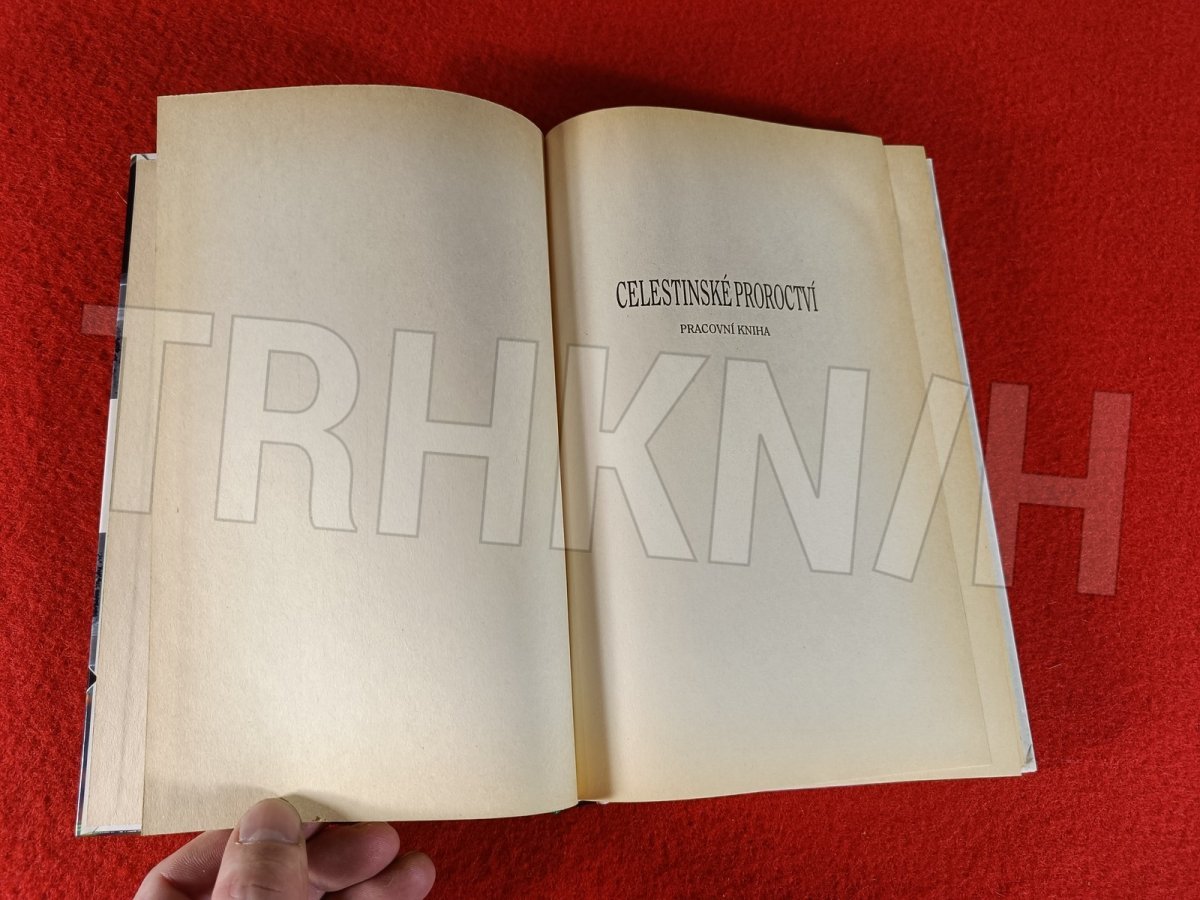 CELESTINSKÉ PROROCTVÍ
PRACOVNÍ KNIHA
TRHKNIH